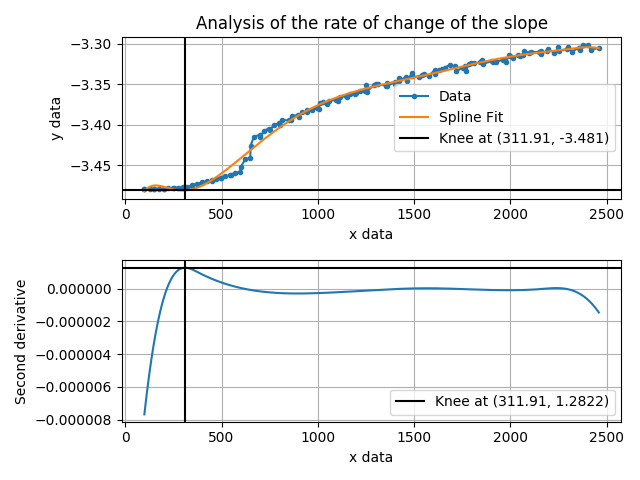 Analysis of the rate of change of the slope
−3.30
−3.35
−3.40
−3.45
y data
Data
Spline Fit
Knee at (311.91, -3.481)
0 500 1000 1500 2000 2500
x data
0.000000
−0.000002
−0.000004
−0.000006
−0.000008
Second derivative
Knee at (311.91, 1.2822)
0 500 1000 1500 2000 2500
x data